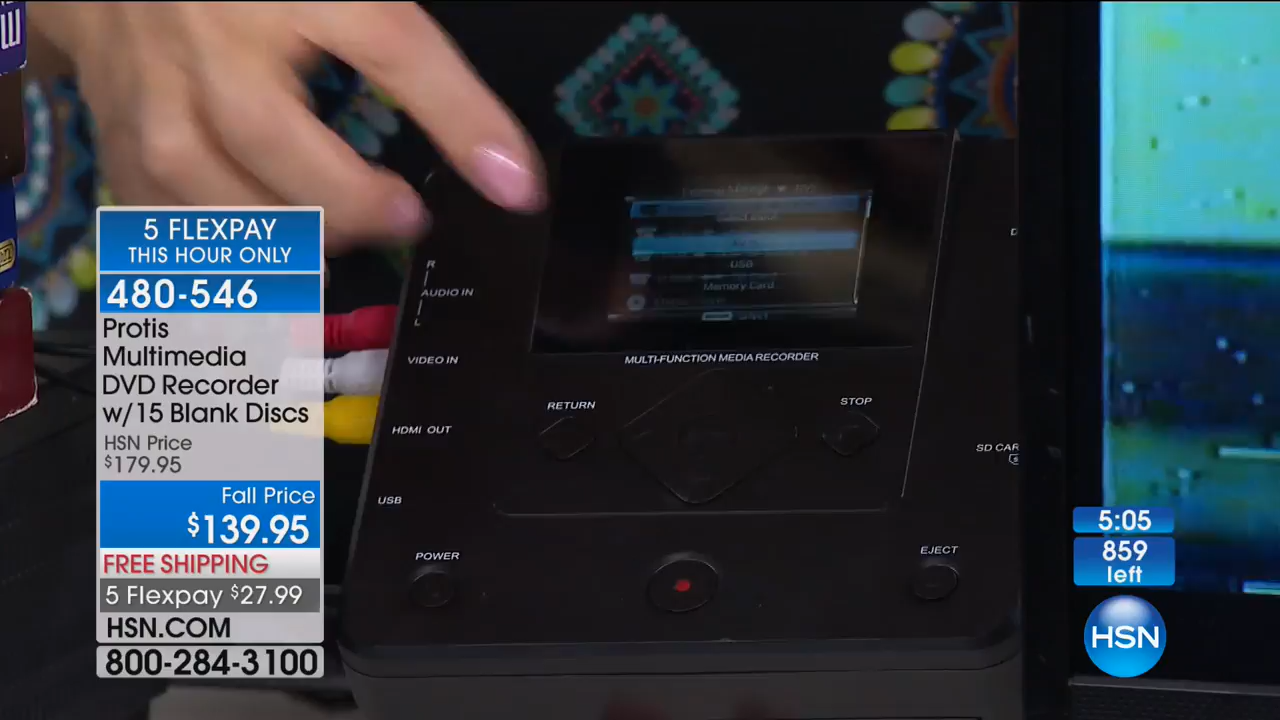 5 FLEXPAY
THIS HOUR ONLY
480-546
Protis
Multimedia
DVD Recorder
w/15 Blank Discs
HSN Price
$179.95
Fall Price
$139.95
FREE SHIPPING
5 Flexpay $27.99
HSN.COM
800-284-3100
R
AUDIO IN
L
VIDEO IN
HDMI OUT
USB
USB
Memory Card
MULTI-FUNCTION MEDIA RECORDER
RETURN
STOP
POWER
EJECT
5:05
859
left
HSN